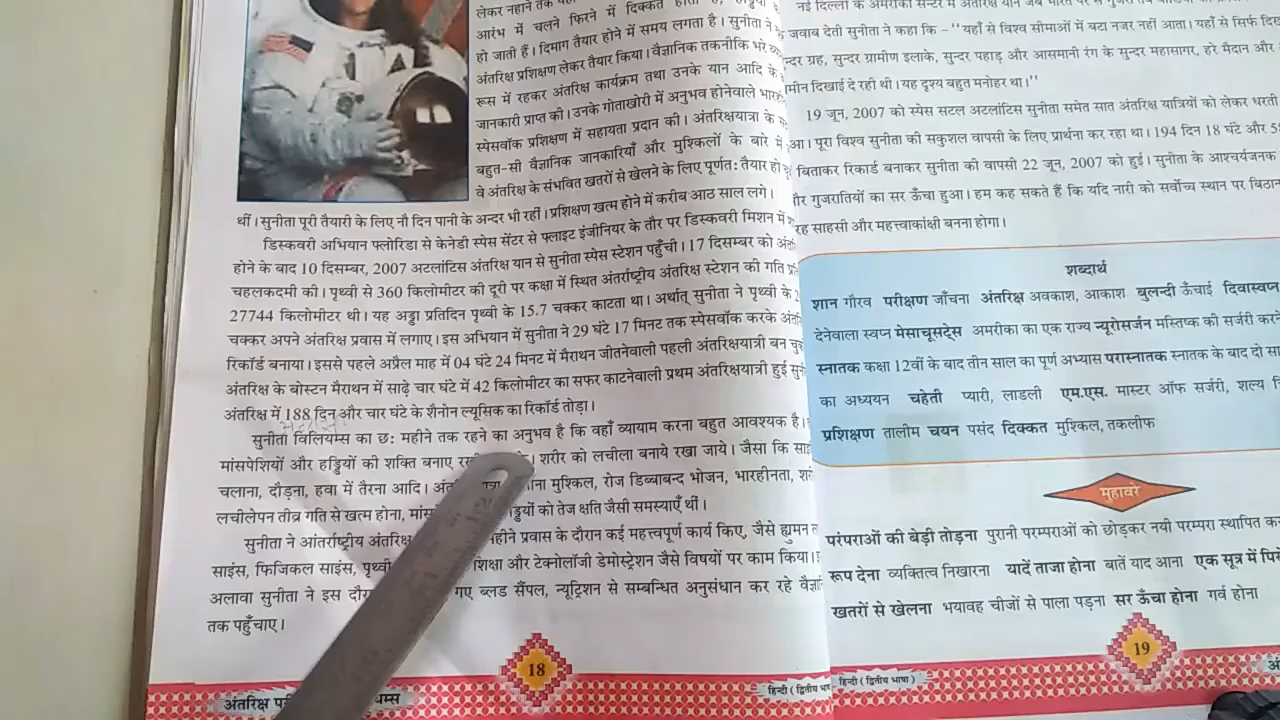 लेकर नहाने तक
आरंभ में चलने फिरने में दिक्कत होती है, हड्डियाँ
हो जाती हैं। दिमाग तैयार होने में समय लगता है। सुनीता ने
अंतरिक्ष प्रशिक्षण लेकर तैयार किया। वैज्ञानिक तकनीकि भरे
रूस में रहकर अंतरिक्ष कार्यक्रम तथा उनके यान आदि के
जानकारी प्राप्त की। उनके गोताखोरी में अनुभव होनेवाले
स्पेसवॉक प्रशिक्षण में सहायता प्रदान की। अंतरिक्षयात्रा के
बहुत-सी वैज्ञानिक जानकारियाँ और मुश्किलों के बारे में
वे अंतरिक्ष के संभवित खतरों से खेलने के लिए पूर्णत: तैयार हो
थीं। सुनीता पूरी तैयारी के लिए नौ दिन पानी के अन्दर भी रहीं। प्रशिक्षण खत्म होने में करीब आठ साल लगे।
डिस्कवरी अभियान फ्लोरिडा से केनेडी स्पेस सेंटर से फ्लाइट इंजीनियर के तौर पर डिस्कवरी मिशन में
होने के बाद 10 दिसम्बर, 2007 अटलांटिस अंतरिक्ष यान से सुनीता स्पेस स्टेशन पहुँची। 17 दिसम्बर को
चहलकदमी की। पृथ्वी से 360 किलोमीटर की दूरी पर कक्षा में स्थित अंतर्राष्ट्रीय अंतरिक्ष स्टेशन की गति
27744 किलोमीटर थी। यह अड्डा प्रतिदिन पृथ्वी के 15.7 चक्कर काटता था। अर्थात् सुनीता ने पृथ्वी के
चक्कर अपने अंतरिक्ष प्रवास में लगाए। इस अभियान में सुनीता ने 29 घंटे 17 मिनट तक स्पेसवॉक करके
रिकॉर्ड बनाया। इससे पहले अप्रैल माह में 04 घंटे 24 मिनट में मैराथन जीतनेवाली पहली अंतरिक्षयात्री बन
अंतरिक्ष के बोस्टन मैराथन में साढ़े चार घंटे में 42 किलोमीटर का सफर काटनेवाली प्रथम अंतरिक्षयात्री हुई
अंतरिक्ष में 188 दिन और चार घंटे के शैनोन ल्यूसिक का रिकॉर्ड तोड़ा।
सुनीता विलियम्स का छ: महीने तक रहने का अनुभव है कि वहाँ व्यायाम करना बहुत आवश्यक है।
मांसपेशियों और हड्डियों की शक्ति बनाए शरीर को लचीला बनाये रखा जाये। जैसा कि
चलाना, दौड़ना, हवा में तैरना आदि। मुश्किल, रोज डिब्बाबन्द भोजन, भारहीनता,
लचीलेपन तीव्र गति से खत्म होना, को तेज क्षति जैसी समस्याएँ थीं।
सुनीता ने आंतर्राष्ट्रीय अंतरिक्ष प्रवास के दौरान कई महत्त्वपूर्ण कार्य किए, जैसे ह्युमन
साइंस, फिजिकल साइंस, पृथ्वी शिक्षा और टेक्नोलॉजी डेमोस्ट्रेशन जैसे विषयों पर काम किया।
अलावा सुनीता ने इस गए ब्लड सैंपल, न्यूट्रिशन से सम्बन्धित अनुसंधान कर रहे
तक पहुँचाए।
18
अंतरिक्ष
हिन्दी ( द्वितीय
नई दिल्ली के अमरीकी सेन्टर में अंतरिक्ष यान जब भारत पर से गुजरा
जवाब देती सुनीता ने कहा कि - ''यहाँ से विश्व सीमाओं में बटा नजर नहीं आता। यहाँ से सिर्फ
ग्रह, सुन्दर ग्रामीण इलाके, सुन्दर पहाड़ और आसमानी रंग के सुन्दर महासागर, हरे मैदान और
दिखाई दे रही थी। यह दृश्य बहुत मनोहर था।''
19 जून, 2007 को स्पेस सटल अटलांटिस सुनीता समेत सात अंतरिक्ष यात्रियों को लेकर धरती
पूरा विश्व सुनीता की सकुशल वापसी के लिए प्रार्थना कर रहा था। 194 दिन 18 घंटे और
बिताकर रिकार्ड बनाकर सुनीता की वापसी 22 जून, 2007 को हुई। सुनीता के आश्चर्यजनक
गुजरातियों का सर ऊँचा हुआ। हम कह सकते हैं कि यदि नारी को सर्वोच्च स्थान पर
साहसी और महत्त्वाकांक्षी बनना होगा।
शब्दार्थ
शान गौरव परीक्षण जाँचना अंतरिक्ष अवकाश, आकाश बुलन्दी ऊँचाई दिवास्वप्न
देनेवाला स्वप्न मेसाचूसट्स अमरीका का एक राज्य न्यूरोसर्जन मस्तिष्क की सर्जरी
स्नातक कक्षा 12वीं के बाद तीन साल का पूर्ण अभ्यास परास्नातक स्नातक के बाद दो
का अध्ययन चहेती प्यारी, लाडली एम.एस. मास्टर ऑफ सर्जरी, शल्य
प्रशिक्षण तालीम चयन पसंद दिक्कत मुश्किल, तकलीफ
मुहावरे
परंपराओं की बेड़ी तोड़ना पुरानी परम्पराओं को छोड़कर नयी परम्परा स्थापित
रूप देना व्यक्तित्व निखारना यादें ताजा होना बातें याद आना एक सूत्र में
खतरों से खेलना भयावह चीजों से पाला पड़ना सर ऊँचा होना गर्व होना
19
हिन्दी ( द्वितीय भाषा )